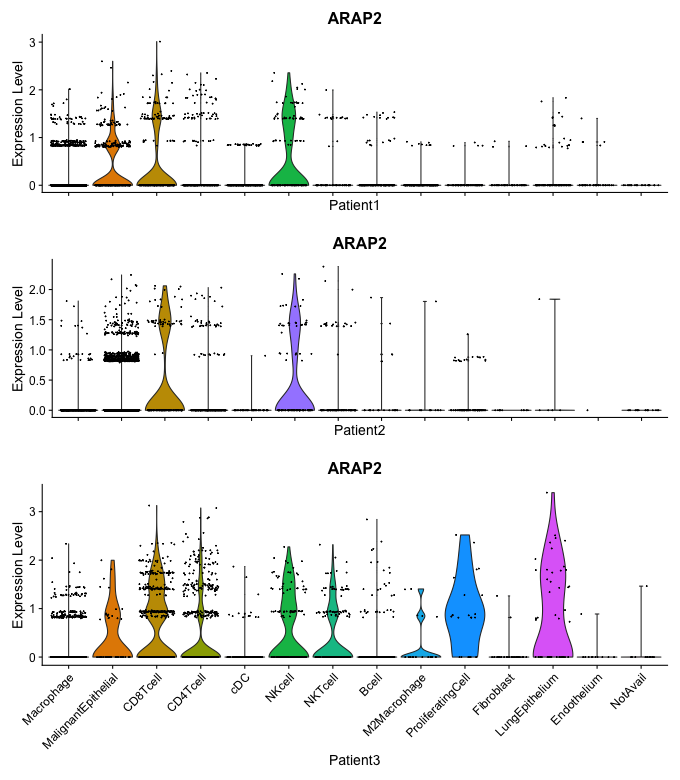 ARAP2
Expression Level
3
2
1
0
Patient1
ARAP2
Expression Level
2.0
1.5
1.0
0.5
0.0
Patient2
ARAP2
Expression Level
3
2
1
0
Macrophage
MalignantEpithelial
CD8Tcell
CD4Tcell
cDC
NKcell
NKTcell
Bcell
M2Macrophage
ProliferatingCell
Fibroblast
LungEpithelium
Endothelium
NotAvail
Patient3